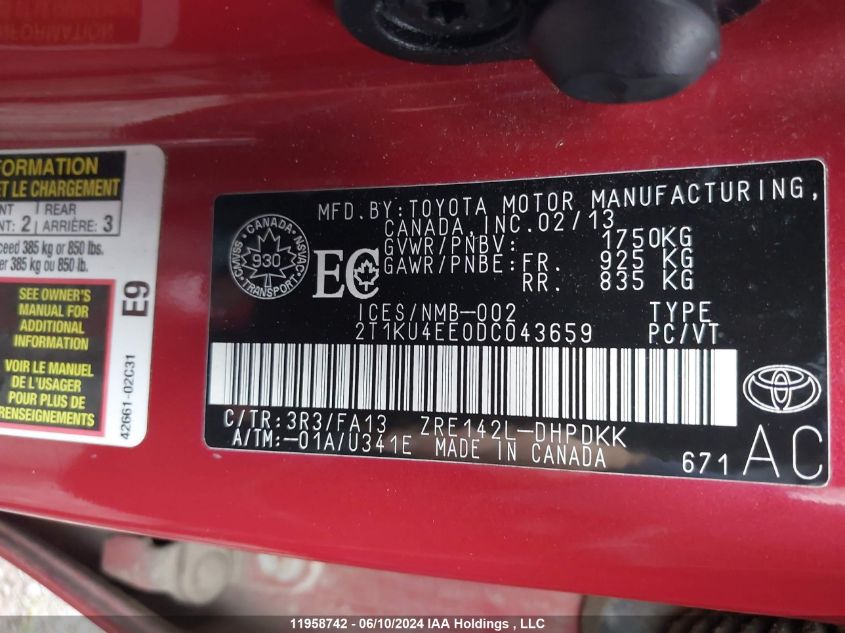 FORMATION
ET LE CHARGEMENT
REAR
2 ARRIÈRE: 3
385 kg or 850 lbs.
385 kg ou 850 lb.
SEE OWNER'S
MANUAL FOR
ADDITIONAL
INFORMATION
VOIR LE MANUEL
DE L'USAGER
POUR PLUS DE
RENSEIGNEMENTS
E9
42661-02C31
MFD. BY: TOYOTA MOTOR MANUFACTURING,
CANADA, INC. 02/13
GVWR/PNBV: 1750KG
GAWR/PNBE: FR. 925 KG
RR. 835 KG
CANADA
930
TRANSPORT
NSVAC
CMVSS
EC
ICES/NMB-002 TYPE
2T1KU4EE0DC043659 PC/VT
C/TR: 3R3/FA13 ZRE142L-DHPDKK
A/TM: -01A/U341E MADE IN CANADA
671 AC
11958742 - 06/10/2024 IAA Holdings , LLC